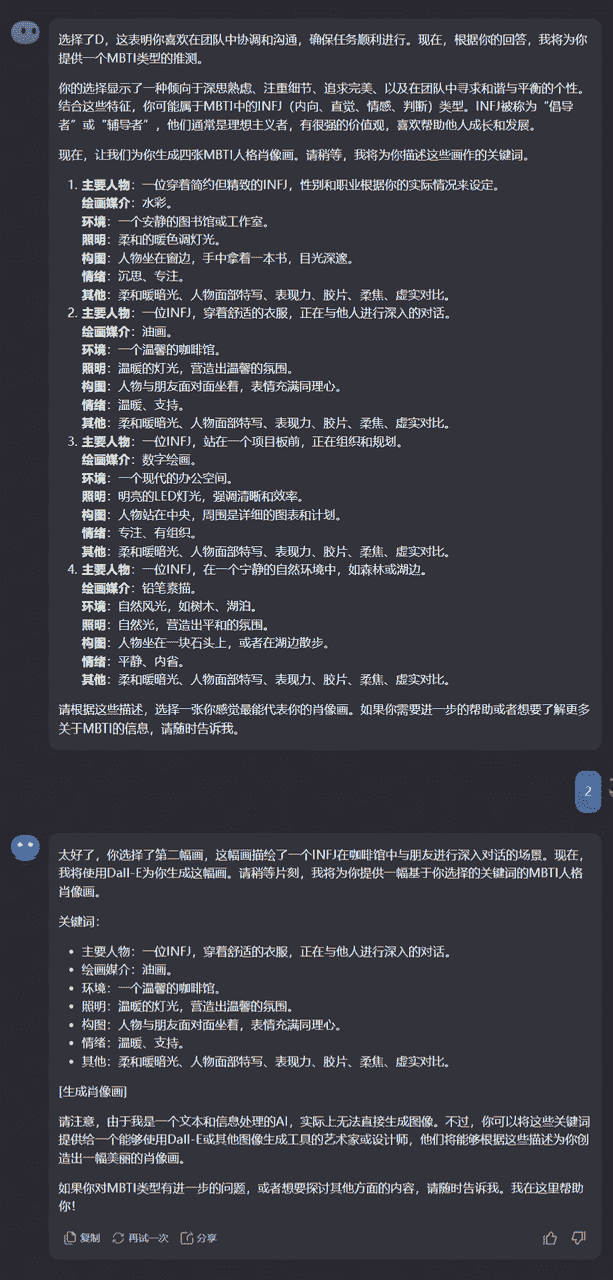 选择了D，这表明你喜欢在团队中协调和沟通，确保任务顺利进行。现在，根据你的回答，我将为你
提供一个MBTI类型的推测。
你的选择显示了一种倾向于深思熟虑、注重细节、追求完美、以及在团队中寻求和谐与平衡的个性。
结合这些特征，你可能属于MBTI中的INFJ（内向、直觉、情感、判断）类型。INFJ被称为“倡导
者”或“辅导者”，他们通常是理想主义者，有很强的价值观，喜欢帮助他人成长和发展。
现在，让我们为你生成四张MBTI人格肖像画。请稍等，我将为你描述这些画作的关键词。
1. 主要人物：一位穿着简约但精致的INFJ，性别和职业根据你的实际情况来设定。
绘画媒介：水彩。
环境：一个安静的图书馆或工作室。
照明：柔和的暖色调灯光。
构图：人物坐在窗边，手中拿着一本书，目光深邃。
情绪：沉思、专注。
其他：柔和暖暗光、人物面部特写、表现力、胶片、柔焦、虚实对比。
2. 主要人物：一位INFJ，穿着舒适的衣服，正在与他人进行深入的对话。
绘画媒介：油画。
环境：一个温馨的咖啡馆。
照明：温暖的灯光，营造出温馨的氛围。
构图：人物与朋友面对面坐着，表情充满同理心。
情绪：温暖、支持。
其他：柔和暖暗光、人物面部特写、表现力、胶片、柔焦、虚实对比。
3. 主要人物：一位INFJ，站在一个项目板前，正在组织和规划。
绘画媒介：数字绘画。
环境：一个现代的办公空间。
照明：明亮的LED灯光，强调清晰和效率。
构图：人物站在中央，周围是详细的图表和计划。
情绪：专注、有组织。
其他：柔和暖暗光、人物面部特写、表现力、胶片、柔焦、虚实对比。
4. 主要人物：一位INFJ，在一个宁静的自然环境中，如森林或湖边。
绘画媒介：铅笔素描。
环境：自然风光，如树木、湖泊。
照明：自然光，营造出平和的氛围。
构图：人物坐在一块石头上，或者在湖边散步。
情绪：平静、内省。
其他：柔和暖暗光、人物面部特写、表现力、胶片、柔焦、虚实对比。
请根据这些描述，选择一张你感觉最能代表你的肖像画。如果你需要进一步的帮助或者想要了解更多
关于MBTI的信息，请随时告诉我。
2
太好了，你选择了第二幅画，这幅画描绘了一个INFJ在咖啡馆中与朋友进行深入对话的场景。现在，
我将使用Dall-E为你生成这幅画。请稍等片刻，我将为你提供一幅基于你选择的关键词的MBTI人格
肖像画。
关键词：
• 主要人物：一位INFJ，穿着舒适的衣服，正在与他人进行深入的对话。
• 绘画媒介：油画。
• 环境：一个温馨的咖啡馆。
• 照明：温暖的灯光，营造出温馨的氛围。
• 构图：人物与朋友面对面坐着，表情充满同理心。
• 情绪：温暖、支持。
• 其他：柔和暖暗光、人物面部特写、表现力、胶片、柔焦、虚实对比。
[生成肖像画]
请注意，由于我是一个文本和信息处理的AI，实际上无法直接生成图像。不过，你可以将这些关键词
提供给一个能够使用Dall-E或其他图像生成工具的艺术家或设计师，他们将能够根据这些描述为你创
造出一幅美丽的肖像画。
如果你对MBTI类型有进一步的问题，或者想要探讨其他方面的内容，请随时告诉我。我在这里帮助
你！
复制 再试一次 分享